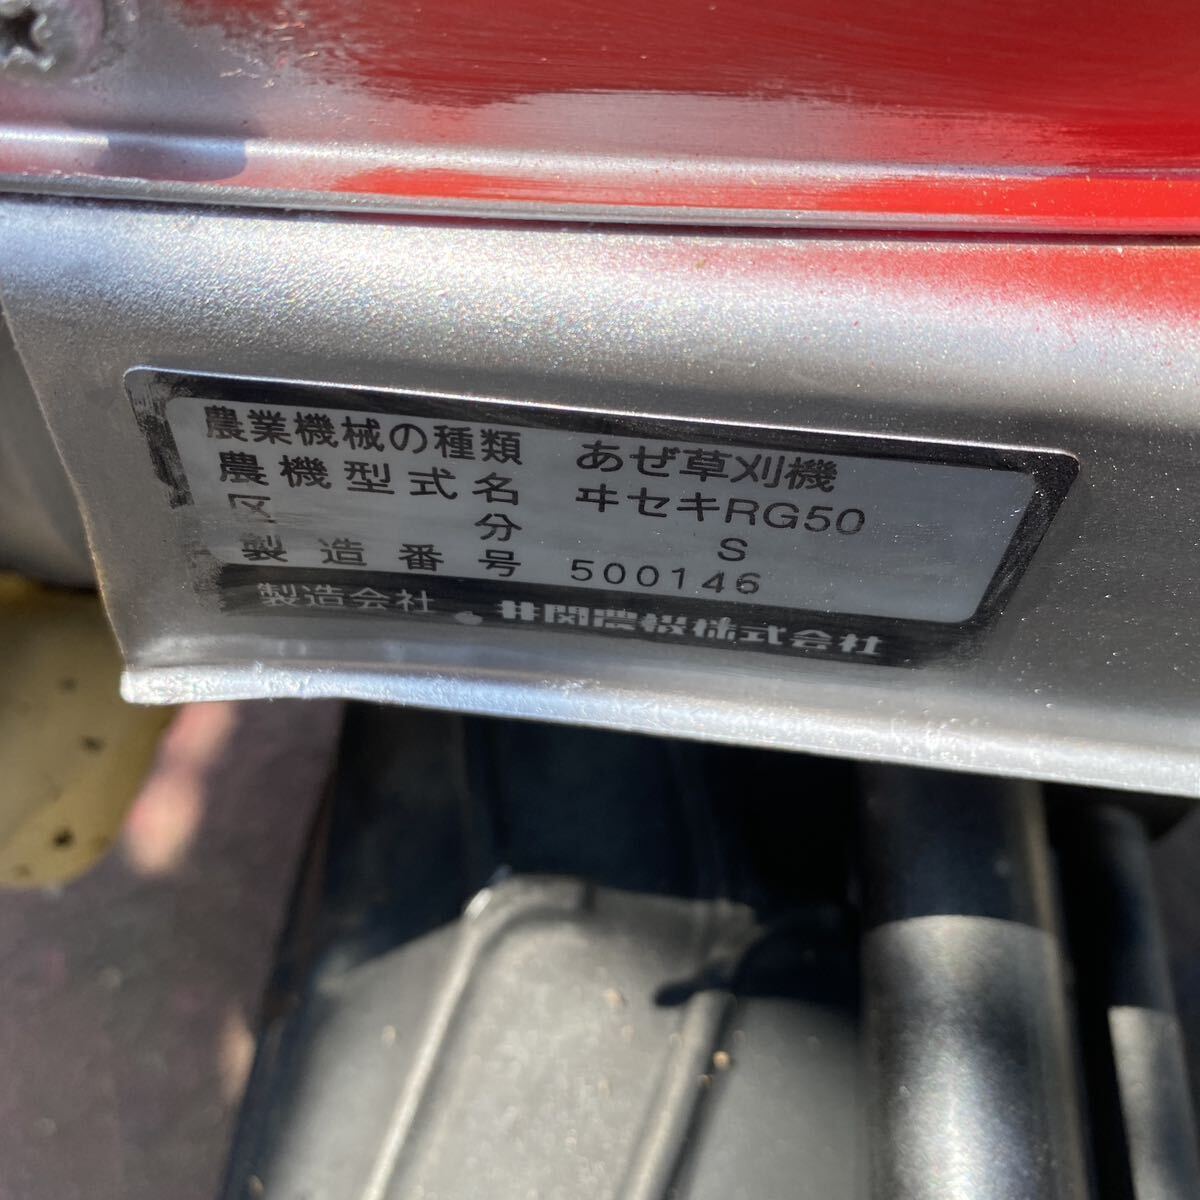 農業機械の種類 あぜ草刈機
農機型式名 ヰセキRG50
区分 S
製造番号 500146
製造会社 井関農機株式会社